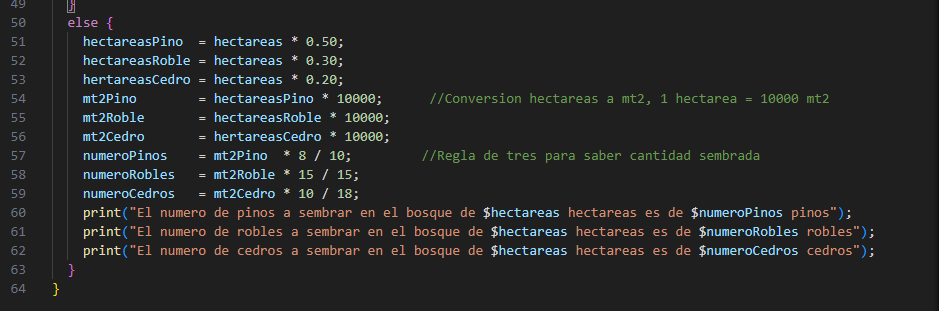 49 }
50 else {
51 hectareasPino = hectareas * 0.50;
52 hectareasRoble = hectareas * 0.30;
53 hertareasCedro = hectareas * 0.20;
54 mt2Pino = hectareasPino * 10000; //Conversion hectareas a mt2, 1 hectarea = 10000 mt2
55 mt2Roble = hectareasRoble * 10000;
56 mt2Cedro = hertareasCedro * 10000;
57 numeroPinos = mt2Pino * 8 / 10; //Regla de tres para saber cantidad sembrada
58 numeroRobles = mt2Roble * 15 / 15;
59 numeroCedros = mt2Cedro * 10 / 18;
60 print("El numero de pinos a sembrar en el bosque de $hectareas hectareas es de $numeroPinos pinos");
61 print("El numero de robles a sembrar en el bosque de $hectareas hectareas es de $numeroRobles robles");
62 print("El numero de cedros a sembrar en el bosque de $hectareas hectareas es de $numeroCedros cedros");
63 }
64 }